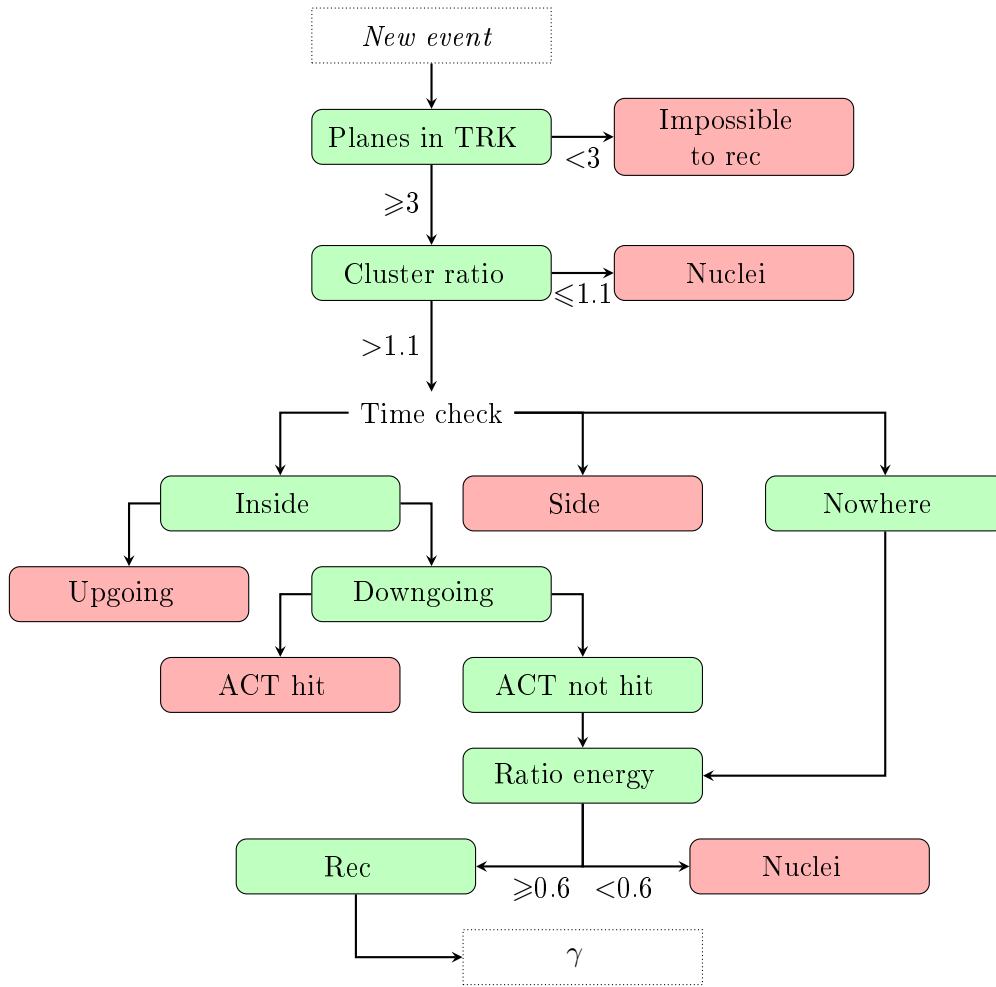 New event
Planes in TRK
Impossible
to rec
<3
⩾3
Cluster ratio
Nuclei
⩽1.1
>1.1
Time check
Inside
Side
Nowhere
Upgoing
Downgoing
ACT hit
ACT not hit
Ratio energy
Rec
Nuclei
⩾0.6
<0.6
γ